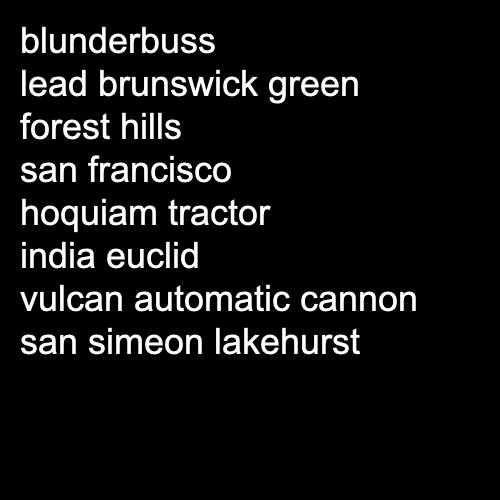 blunderbuss
lead brunswick green
forest hills
san francisco
hoquiam tractor
india euclid
vulcan automatic cannon
san simeon lakehurst